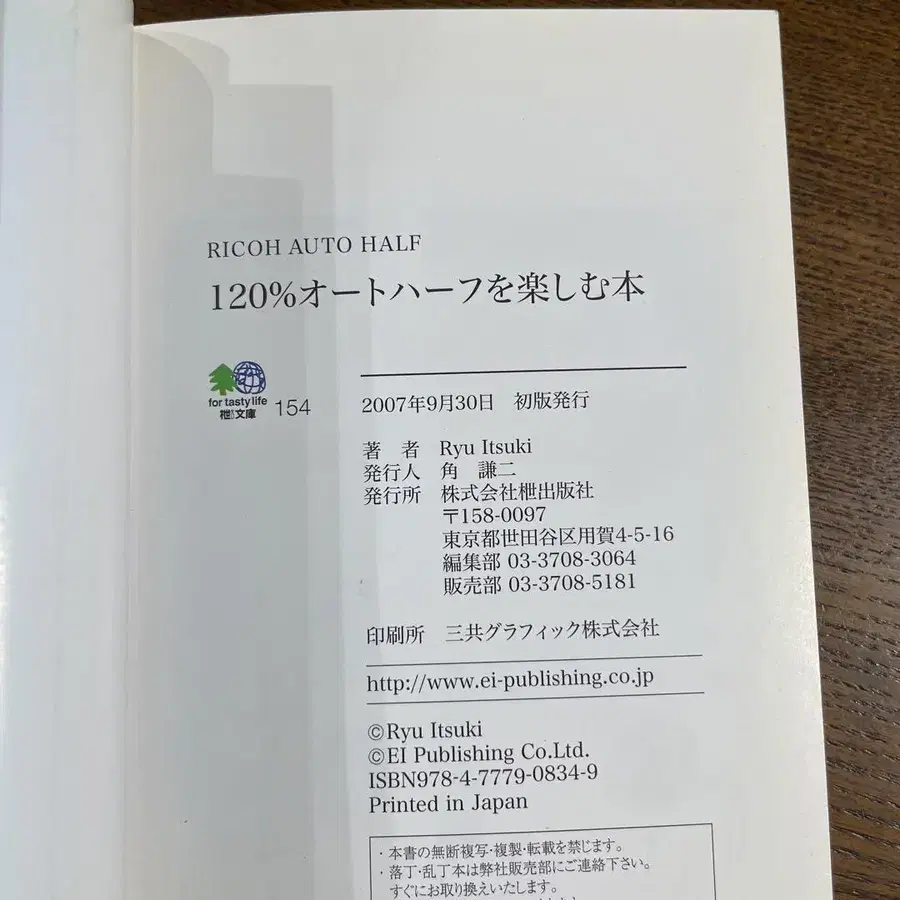 RICOH AUTO HALF
120%オートハーフを楽しむ本
for tasty life
枻文庫 154
2007年9月30日　初版発行
著　者　Ryu Itsuki
発行人　角　謙二
発行所　株式会社枻出版社
〒158-0097
東京都世田谷区用賀4-5-16
編集部 03-3708-3064
販売部 03-3708-5181
印刷所　三共グラフィック株式会社
http://www.ei-publishing.co.jp
©Ryu Itsuki
©EI Publishing Co.Ltd.
ISBN978-4-7779-0834-9
Printed in Japan
・本書の無断複写・複製・転載を禁じます。
・落丁・乱丁本は弊社販売部にご連絡下さい。
すぐにお取り換えいたします。